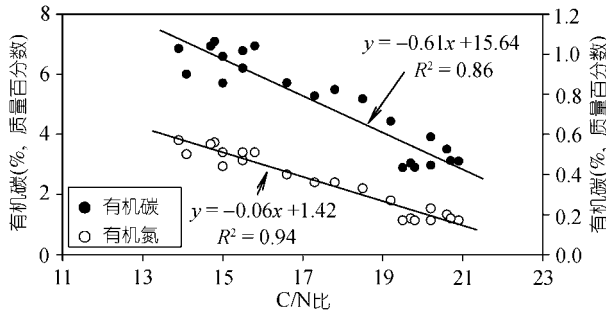 有机碳(%, 质量百分数)
8
6
4
2
0
y = −0.61x + 15.64
R² = 0.86
y = −0.06x + 1.42
R² = 0.94
有机碳
有机氮
1.2
1.0
0.8
0.6
0.4
0.2
0.0
有机碳(%, 质量百分数)
11 13 15 17 19 21 23
C/N比